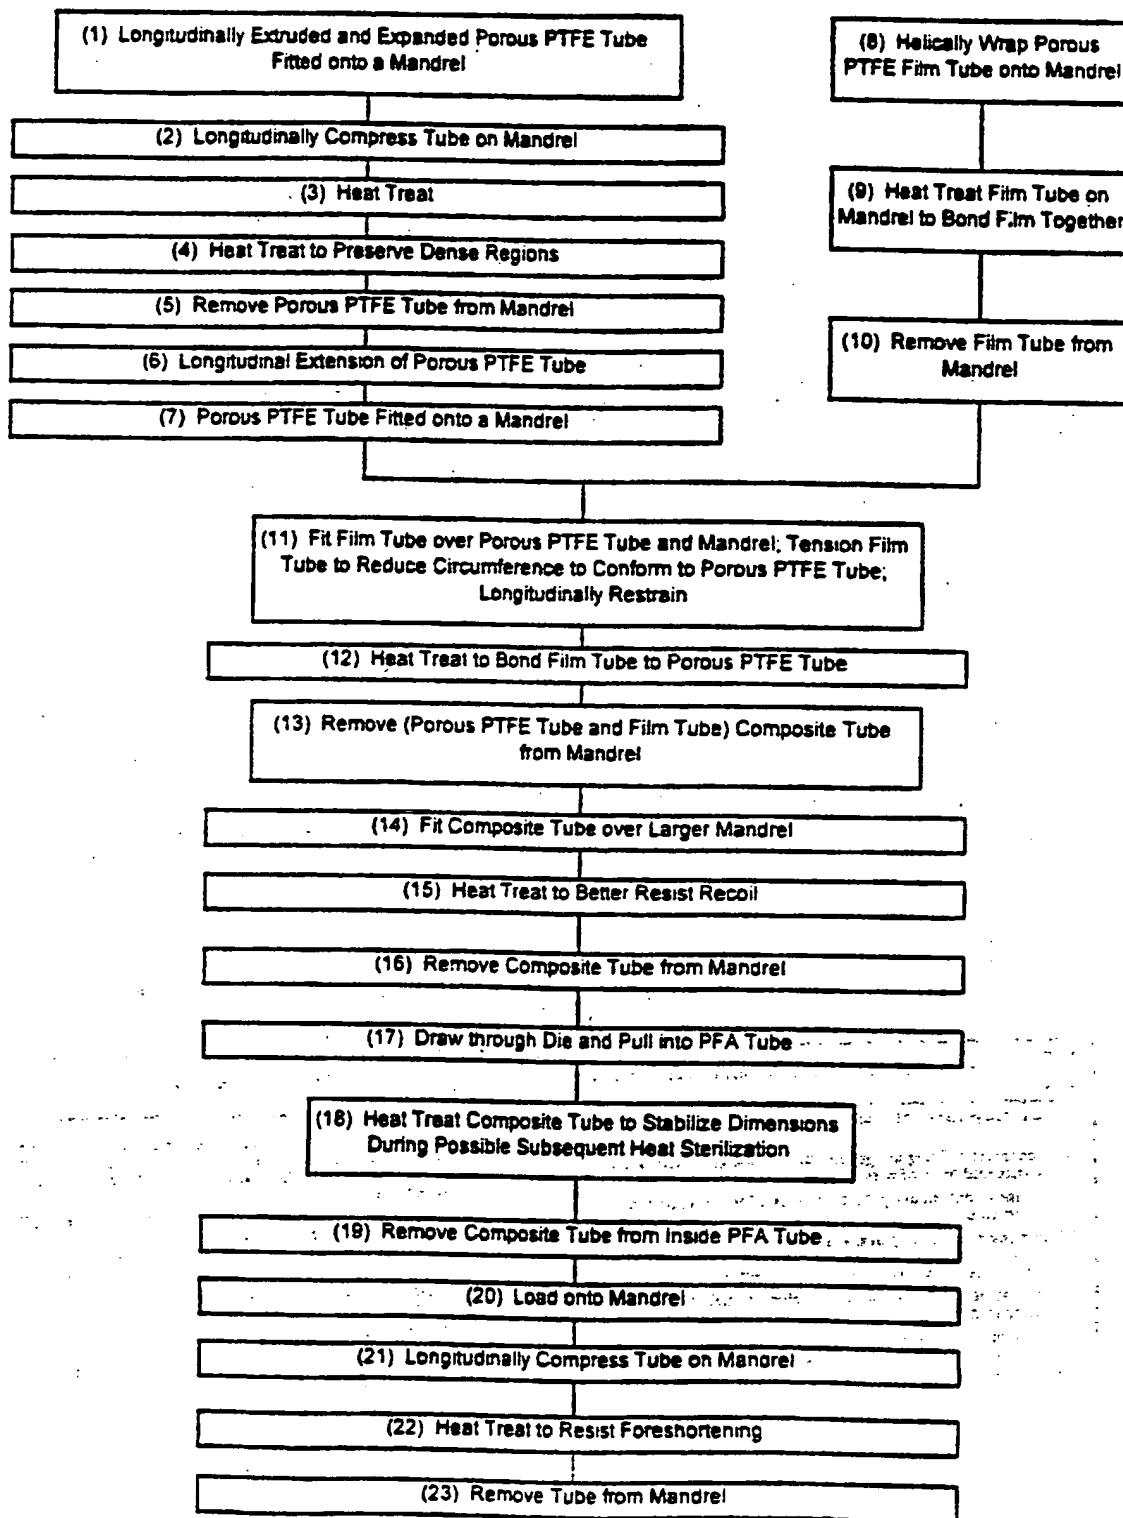 (1) Longitudinally Extruded and Expanded Porous PTFE Tube
Fitted onto a Mandrel
(2) Longitudinally Compress Tube on Mandrel
(3) Heat Treat
(4) Heat Treat to Preserve Dense Regions
(5) Remove Porous PTFE Tube from Mandrel
(6) Longitudinal Extension of Porous PTFE Tube
(7) Porous PTFE Tube Fitted onto a Mandrel
(8) Helically Wrap Porous
PTFE Film Tube onto Mandrel
(9) Heat Treat Film Tube on
Mandrel to Bond Film Together
(10) Remove Film Tube from
Mandrel
(11) Fit Film Tube over Porous PTFE Tube and Mandrel; Tension Film
Tube to Reduce Circumference to Conform to Porous PTFE Tube;
Longitudinally Restrain
(12) Heat Treat to Bond Film Tube to Porous PTFE Tube
(13) Remove (Porous PTFE Tube and Film Tube) Composite Tube
from Mandrel
(14) Fit Composite Tube over Larger Mandrel
(15) Heat Treat to Better Resist Recoil
(16) Remove Composite Tube from Mandrel
(17) Draw through Die and Pull into PFA Tube
(18) Heat Treat Composite Tube to Stabilize Dimensions
During Possible Subsequent Heat Sterilization
(19) Remove Composite Tube from Inside PFA Tube
(20) Load onto Mandrel
(21) Longitudinally Compress Tube on Mandrel
(22) Heat Treat to Resist Foreshortening
(23) Remove Tube from Mandrel